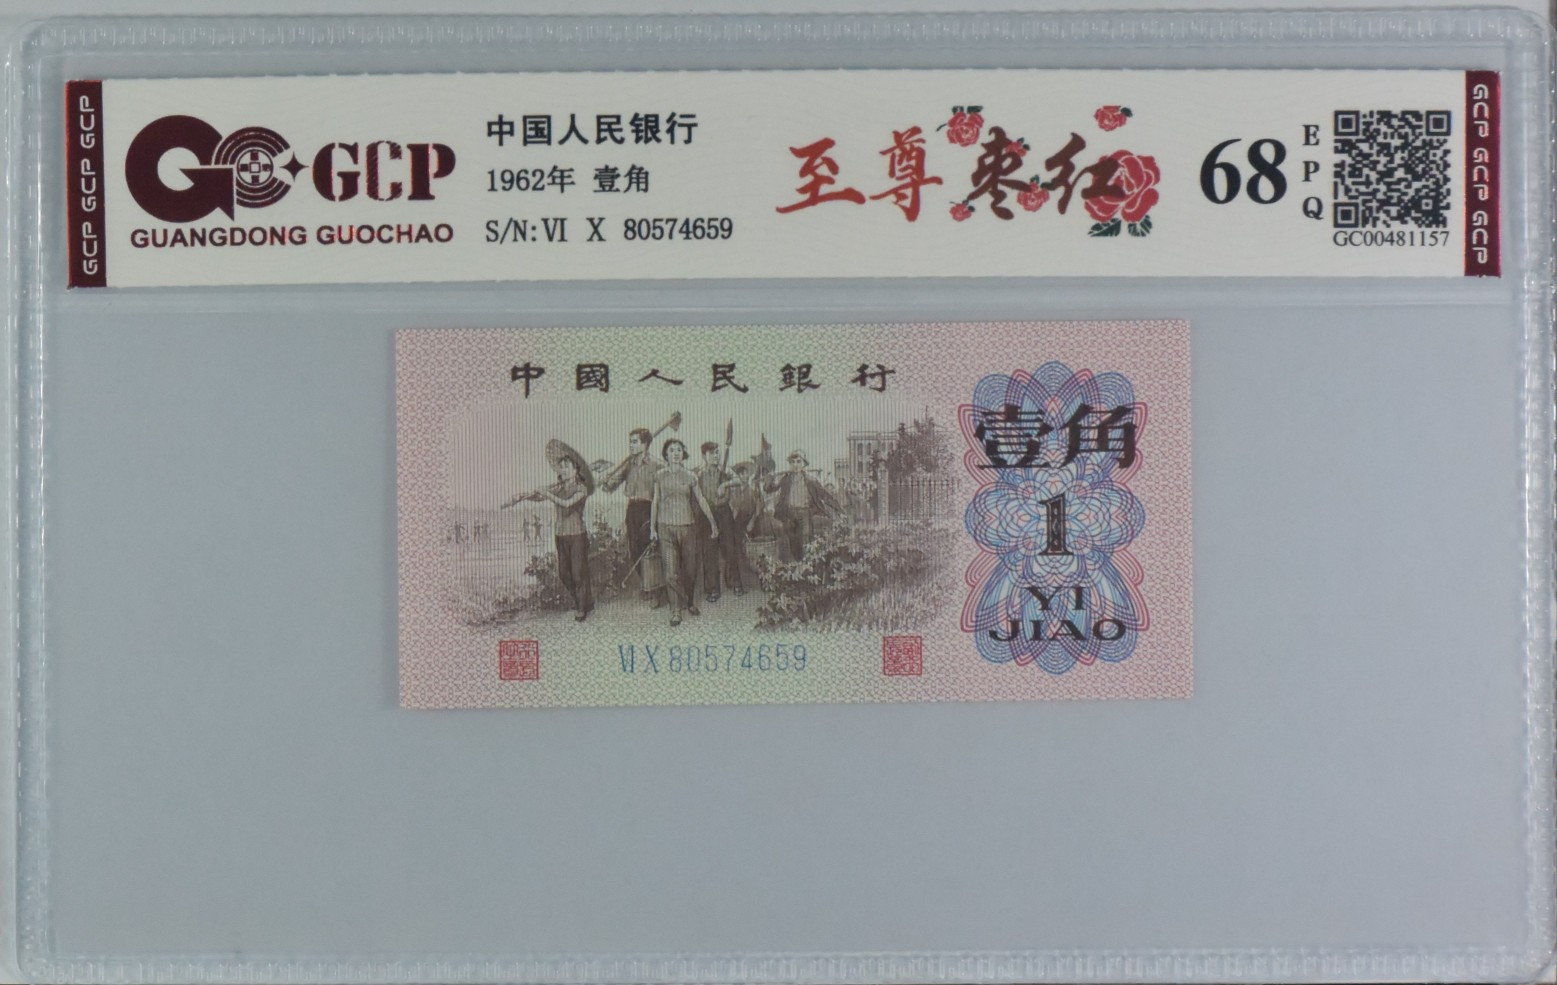 GCP GCP GCP
GCP
GUANGDONG GUOCHAO
中国人民银行
1962年 壹角
S/N: VI X 80574659
至尊枣红
68
EPQ
GC00481157
GCP GCP GCP
中國人民銀行
壹角
1
YI
JIAO
VI X 80574659